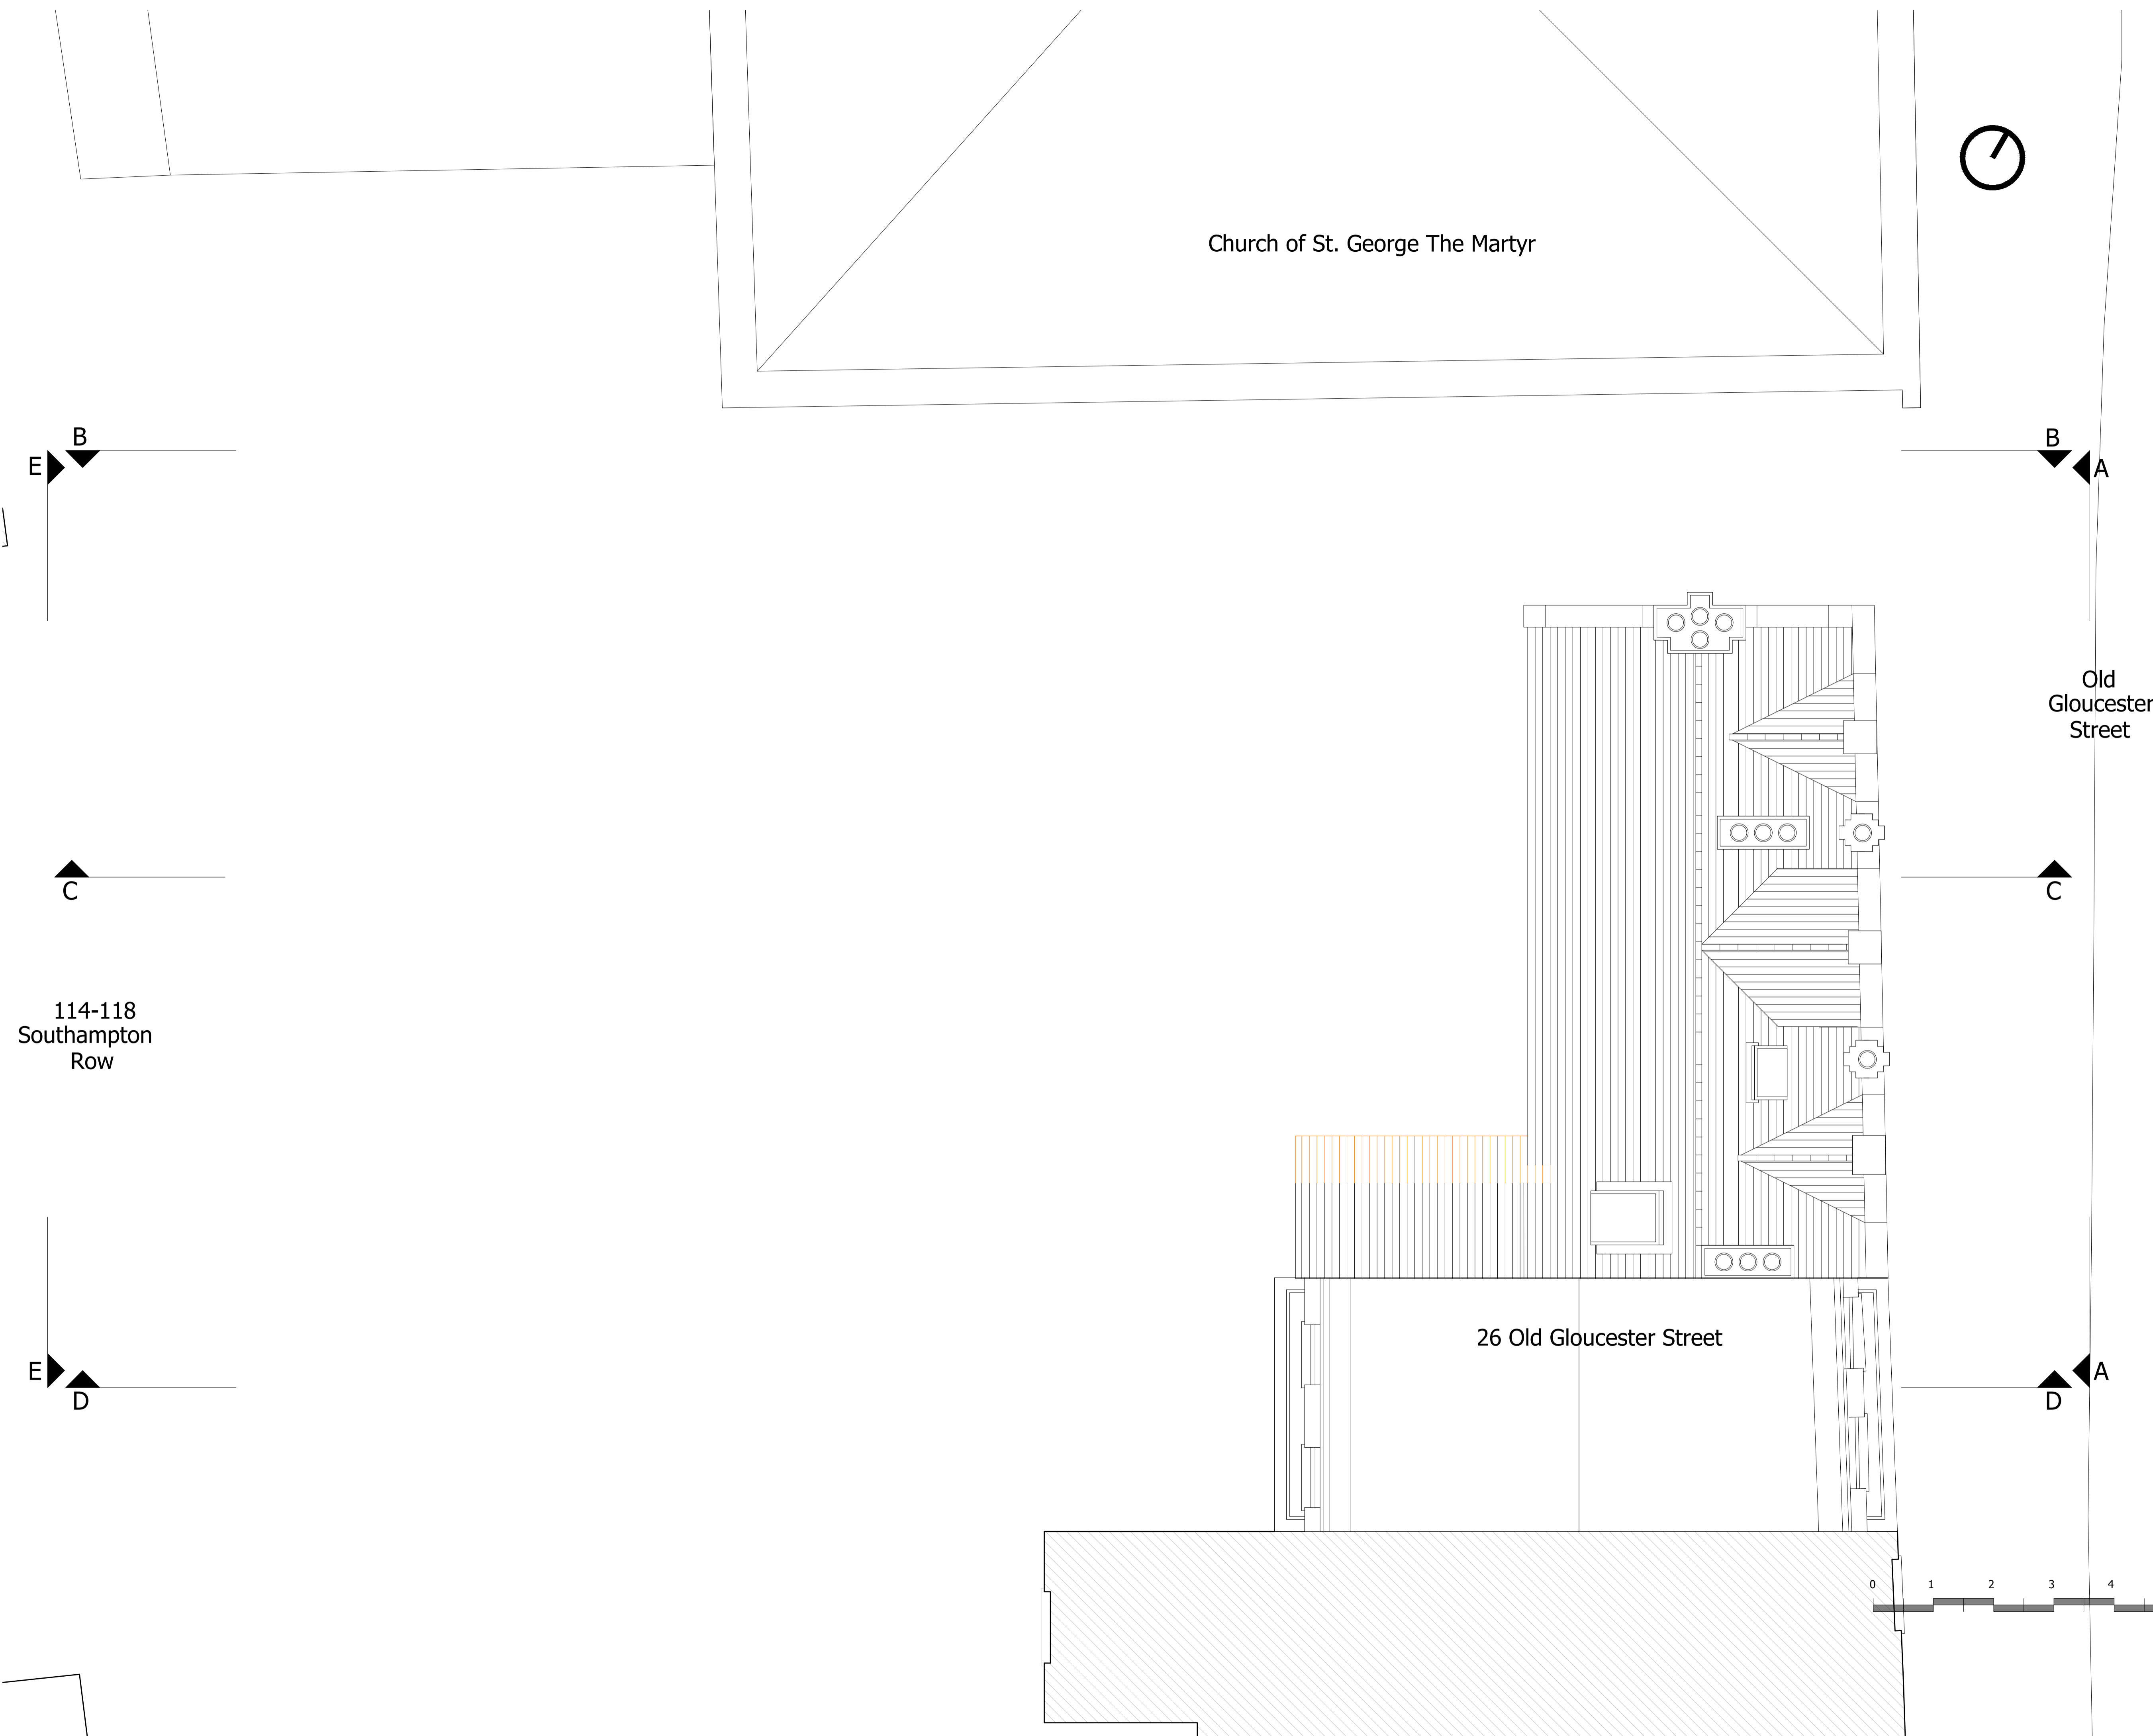 Church of St. George The Martyr
B
B
E
A
Old
Gloucester
Street
C
C
114-118
Southampton
Row
26 Old Gloucester Street
E
A
D
D
0 1 2 3 4